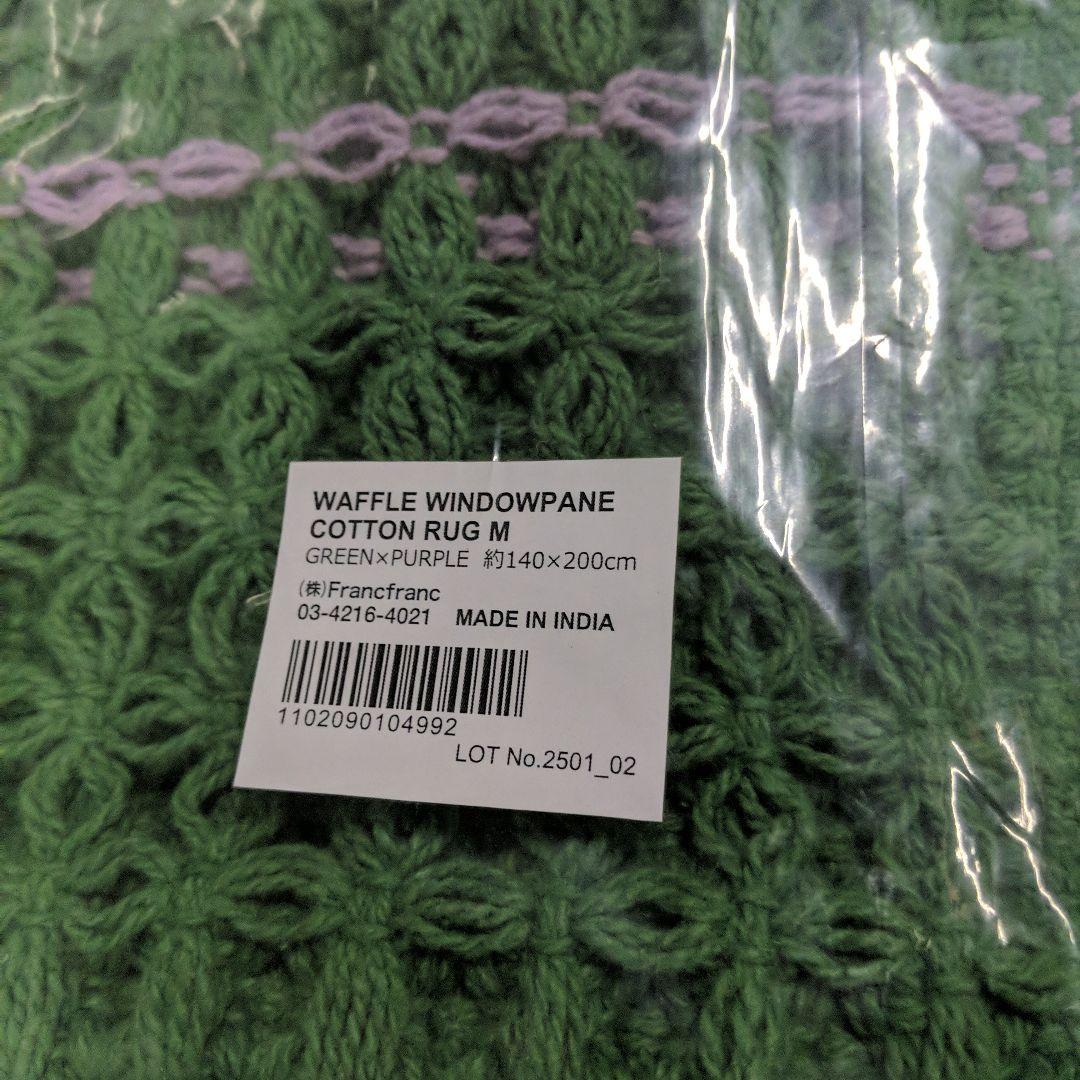 WAFFLE WINDOWPANE
COTTON RUG M
GREEN×PURPLE 約140×200cm
(株)Francfranc
03-4216-4021 MADE IN INDIA
1102090104992
LOT No.2501_02